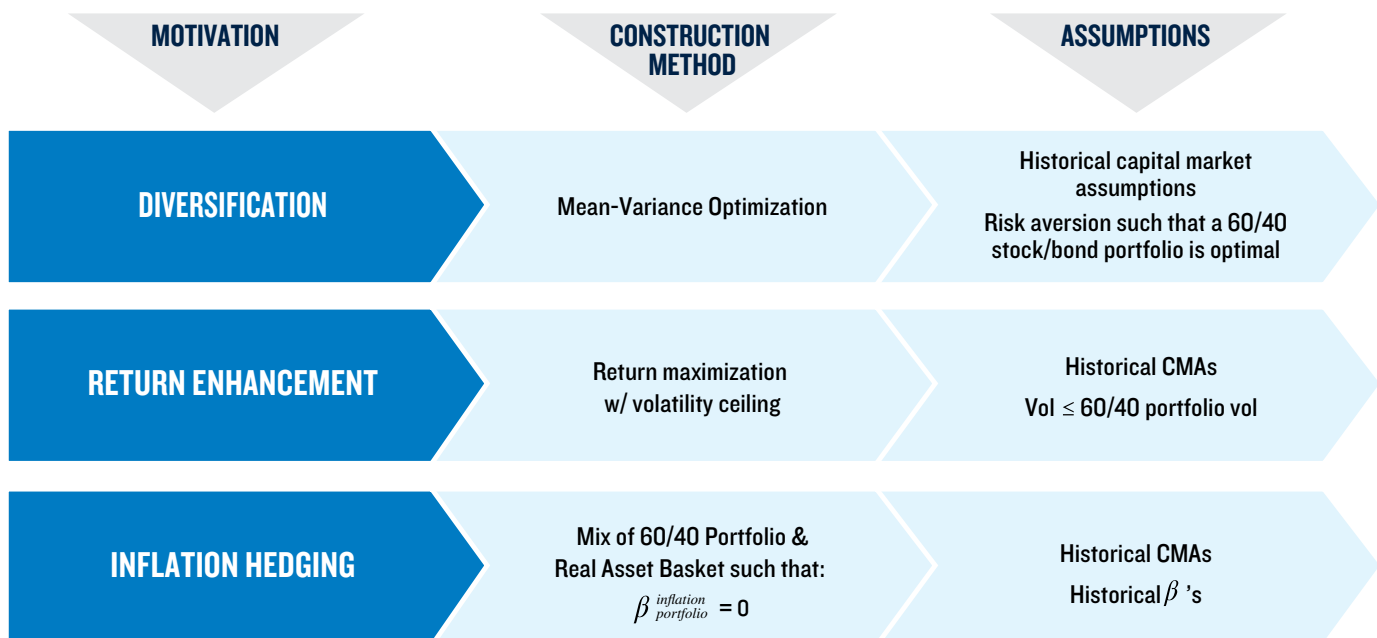 MOTIVATION
CONSTRUCTION
METHOD
ASSUMPTIONS
DIVERSIFICATION
Mean-Variance Optimization
Historical capital market
assumptions
Risk aversion such that a 60/40
stock/bond portfolio is optimal
RETURN ENHANCEMENT
Return maximization
w/ volatility ceiling
Historical CMAs
Vol ≤ 60/40 portfolio vol
INFLATION HEDGING
Mix of 60/40 Portfolio &
Real Asset Basket such that:
β inflation portfolio = 0
Historical CMAs
Historical β 's